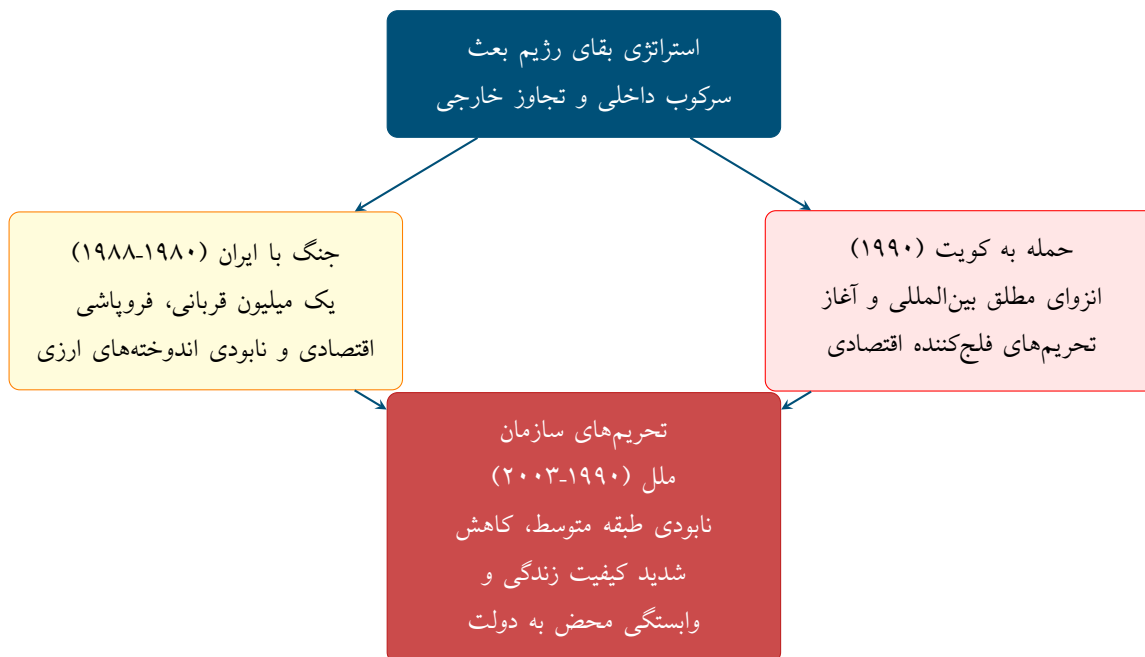 استراتژی بقای رژیم بعث
سرکوب داخلی و تجاوز خارجی
حمله به کویت (۱۹۹۰)
انزوای مطلق بین‌المللی و آغاز
تحریم‌های فلج‌کننده اقتصادی
جنگ با ایران (۱۹۸۰-۱۹۸۸)
یک میلیون قربانی، فروپاشی
اقتصادی و نابودی اندوخته‌های ارزی
تحریم‌های سازمان
ملل (۱۹۹۰-۲۰۰۳)
نابودی طبقه متوسط، کاهش
شدید کیفیت زندگی و
وابستگی محض به دولت